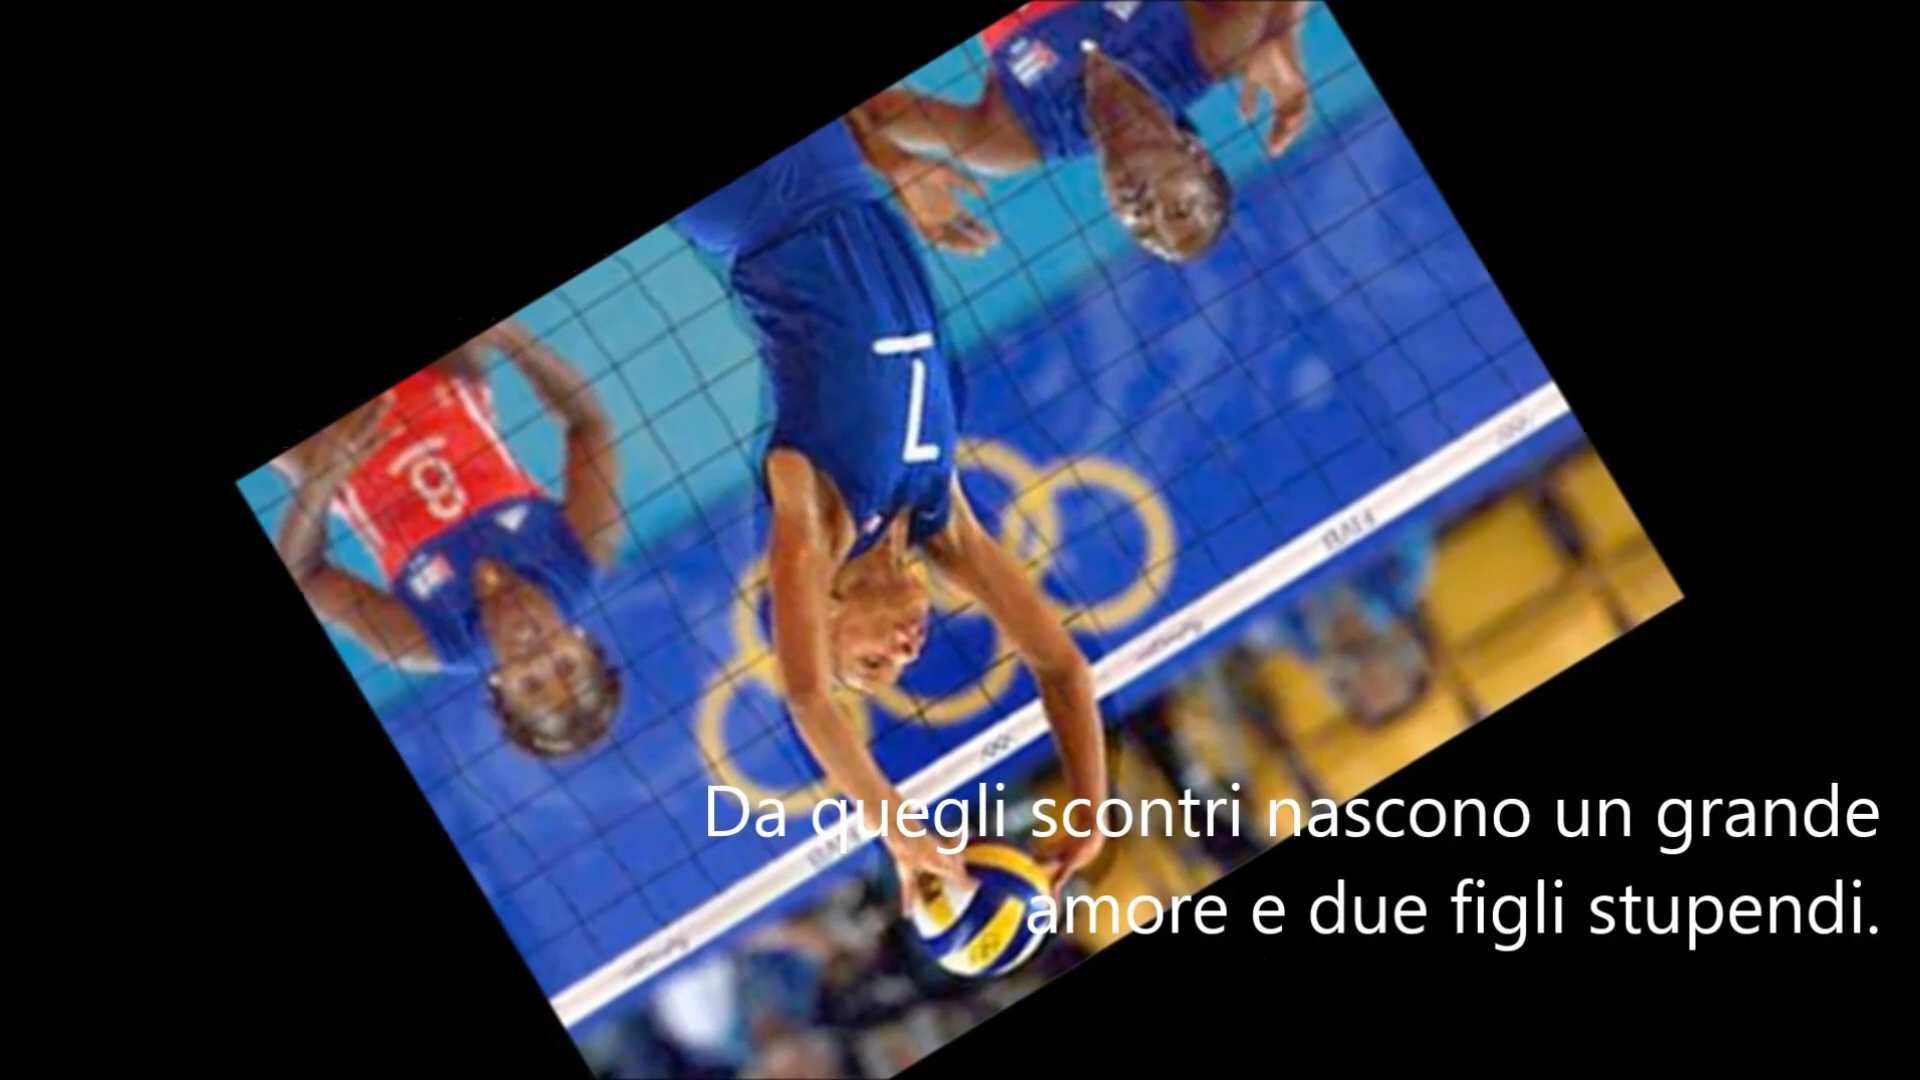 Da quegli scontri nascono un grande
amore e due figli stupendi.